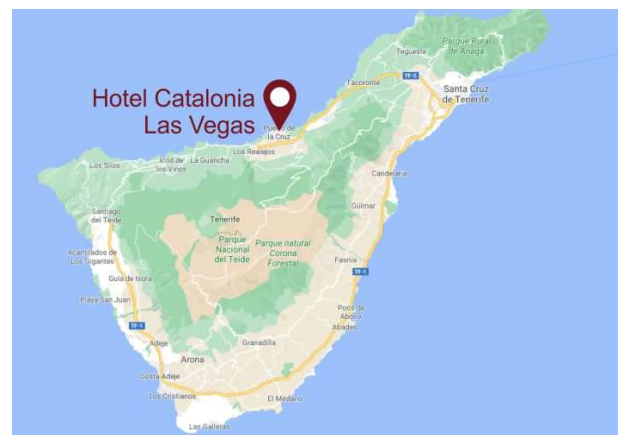 Hotel Catalonia
Las Vegas
Parque Rural
de Anaga
Tegueste
TF-5
Tacoronte
Santa Cruz
de Tenerife
Puerto de
la Cruz
Los Realejos
Icod de
los Vinos
La Guancha
Los Silos
Candelaria
Güímar
Santiago
del Teide
Tenerife
Parque
Nacional
del Teide
Parque natural
Corona
Forestal
Acantilados de
Los Gigantes
Fasnia
TF-1
Guía de Isora
Playa San Juan
Poris de
Abona
Abades
TF-1
Adeje
Granadilla
Arona
Costa Adeje
Los Cristianos
El Médano
Las Galletas